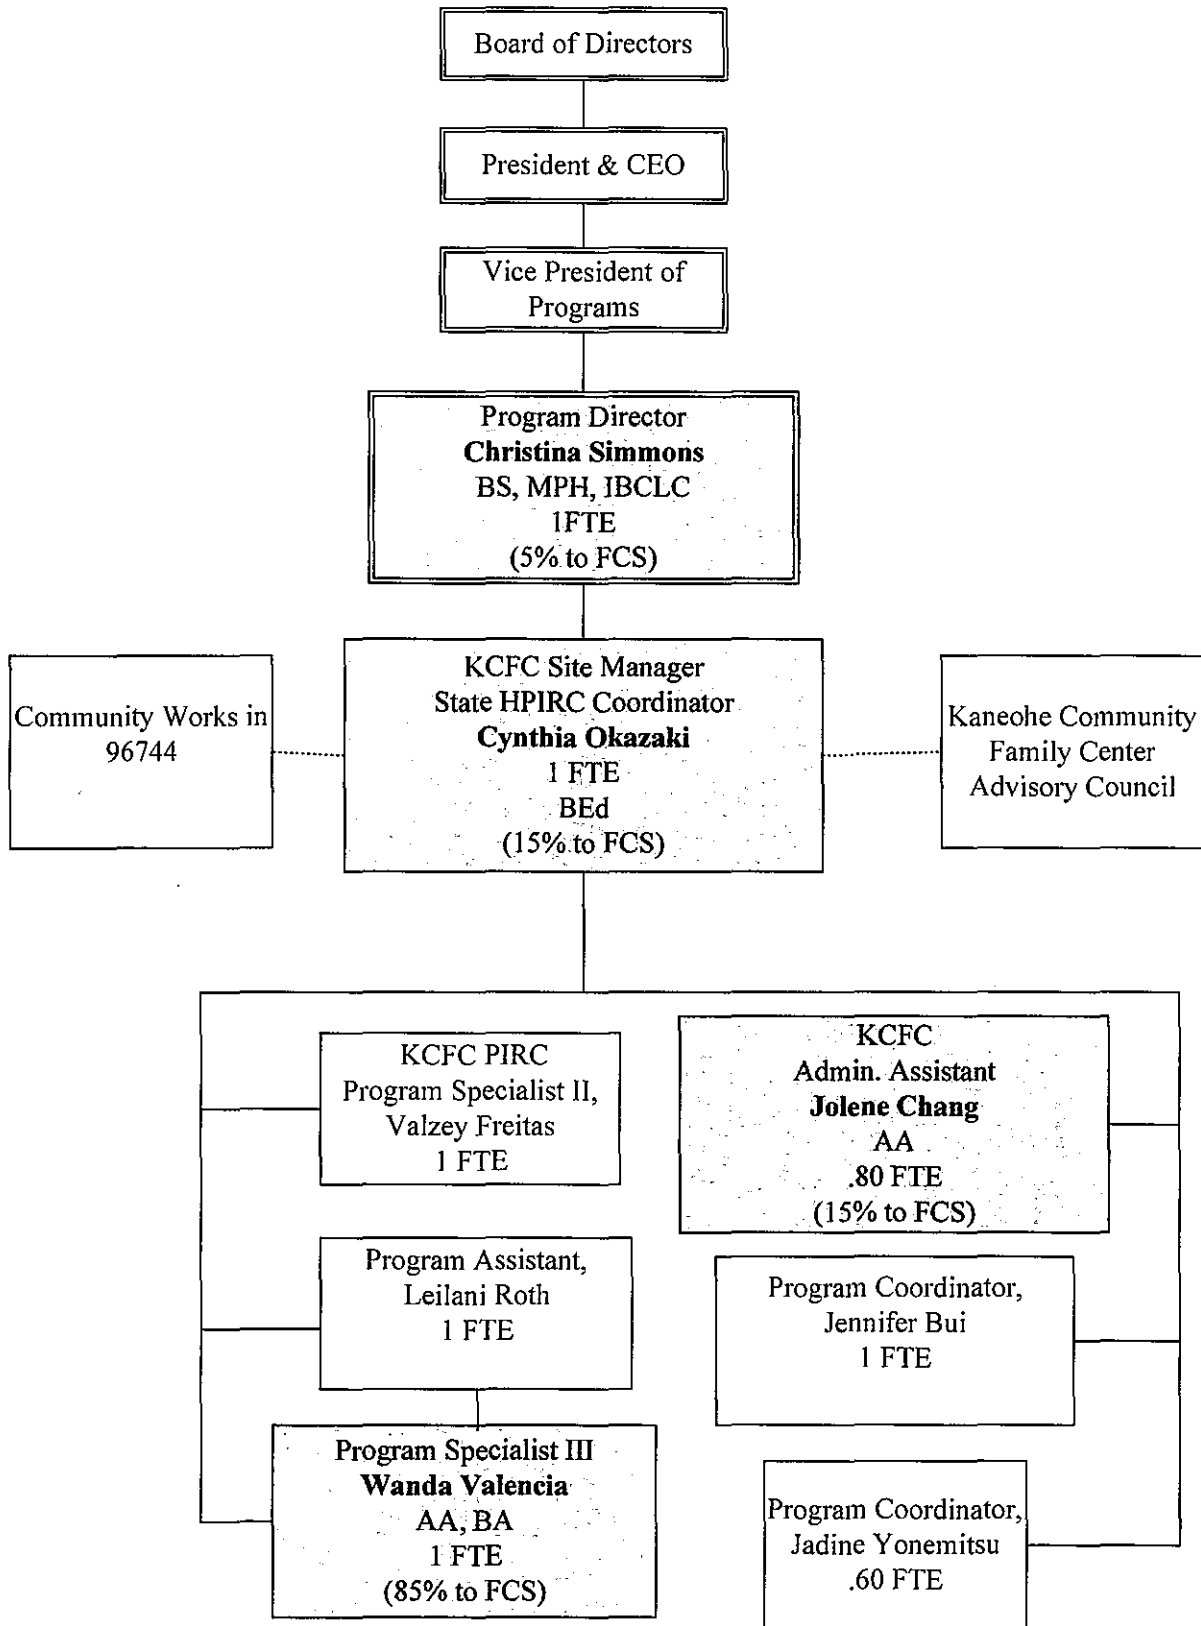 Board of Directors
President & CEO
Vice President of
Programs
Program Director
Christina Simmons
BS, MPH, IBCLC
1FTE
(5% to FCS)
Community Works in
96744
KCFC Site Manager
State HPIRC Coordinator
Cynthia Okazaki
1 FTE
BEd
(15% to FCS)
Kaneohe Community
Family Center
Advisory Council
KCFC PIRC
Program Specialist II,
Valzey Freitas
1 FTE
KCFC
Admin. Assistant
Jolene Chang
AA
.80 FTE
(15% to FCS)
Program Assistant,
Leilani Roth
1 FTE
Program Coordinator,
Jennifer Bui
1 FTE
Program Specialist III
Wanda Valencia
AA, BA
1 FTE
(85% to FCS)
Program Coordinator,
Jadine Yonemitsu
.60 FTE